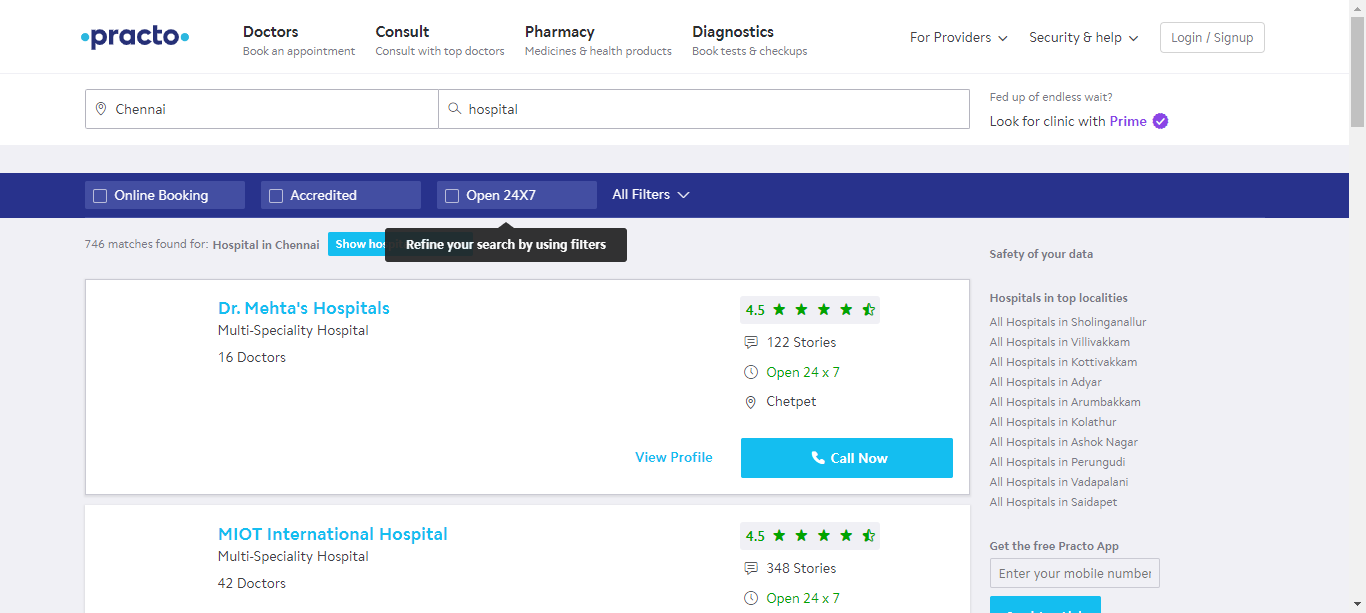 practo
Doctors
Book an appointment
Consult
Consult with top doctors
Pharmacy
Medicines & health products
Diagnostics
Book tests & checkups
For Providers
Security & help
Login / Signup
Chennai
hospital
Fed up of endless wait?
Look for clinic with Prime
Online Booking
Accredited
Open 24X7
All Filters
746 matches found for: Hospital in Chennai
Show
Refine your search by using filters
Dr. Mehta's Hospitals
Multi-Speciality Hospital
16 Doctors
4.5
122 Stories
Open 24 x 7
Chetpet
View Profile
Call Now
MIOT International Hospital
Multi-Speciality Hospital
42 Doctors
4.5
348 Stories
Open 24 x 7
Safety of your data
Hospitals in top localities
All Hospitals in Sholinganallur
All Hospitals in Villivakkam
All Hospitals in Kottivakkam
All Hospitals in Adyar
All Hospitals in Arumbakkam
All Hospitals in Kolathur
All Hospitals in Ashok Nagar
All Hospitals in Perungudi
All Hospitals in Vadapalani
All Hospitals in Saidapet
Get the free Practo App
Enter your mobile number